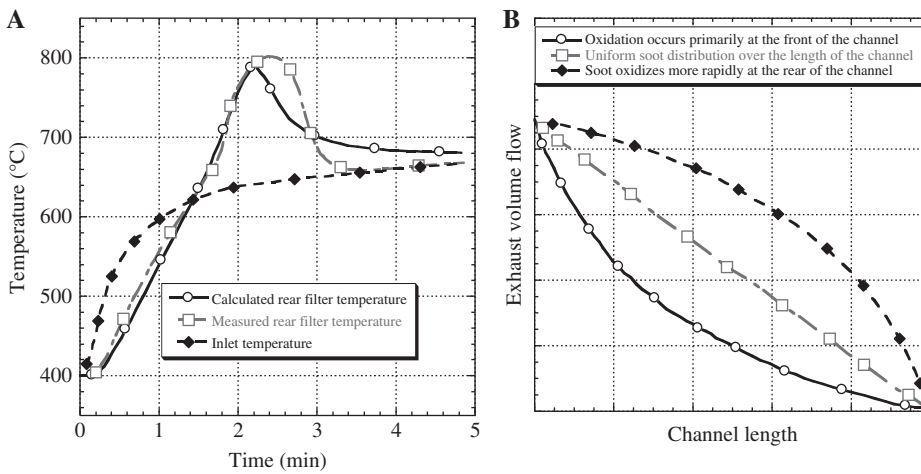 A
Temperature (°C)
800
700
600
500
400
Calculated rear filter temperature
Measured rear filter temperature
Inlet temperature
0
1
2
3
4
5
Time (min)
B
Oxidation occurs primarily at the front of the channel
Uniform soot distribution over the length of the channel
Soot oxidizes more rapidly at the rear of the channel
Exhaust volume flow
Channel length